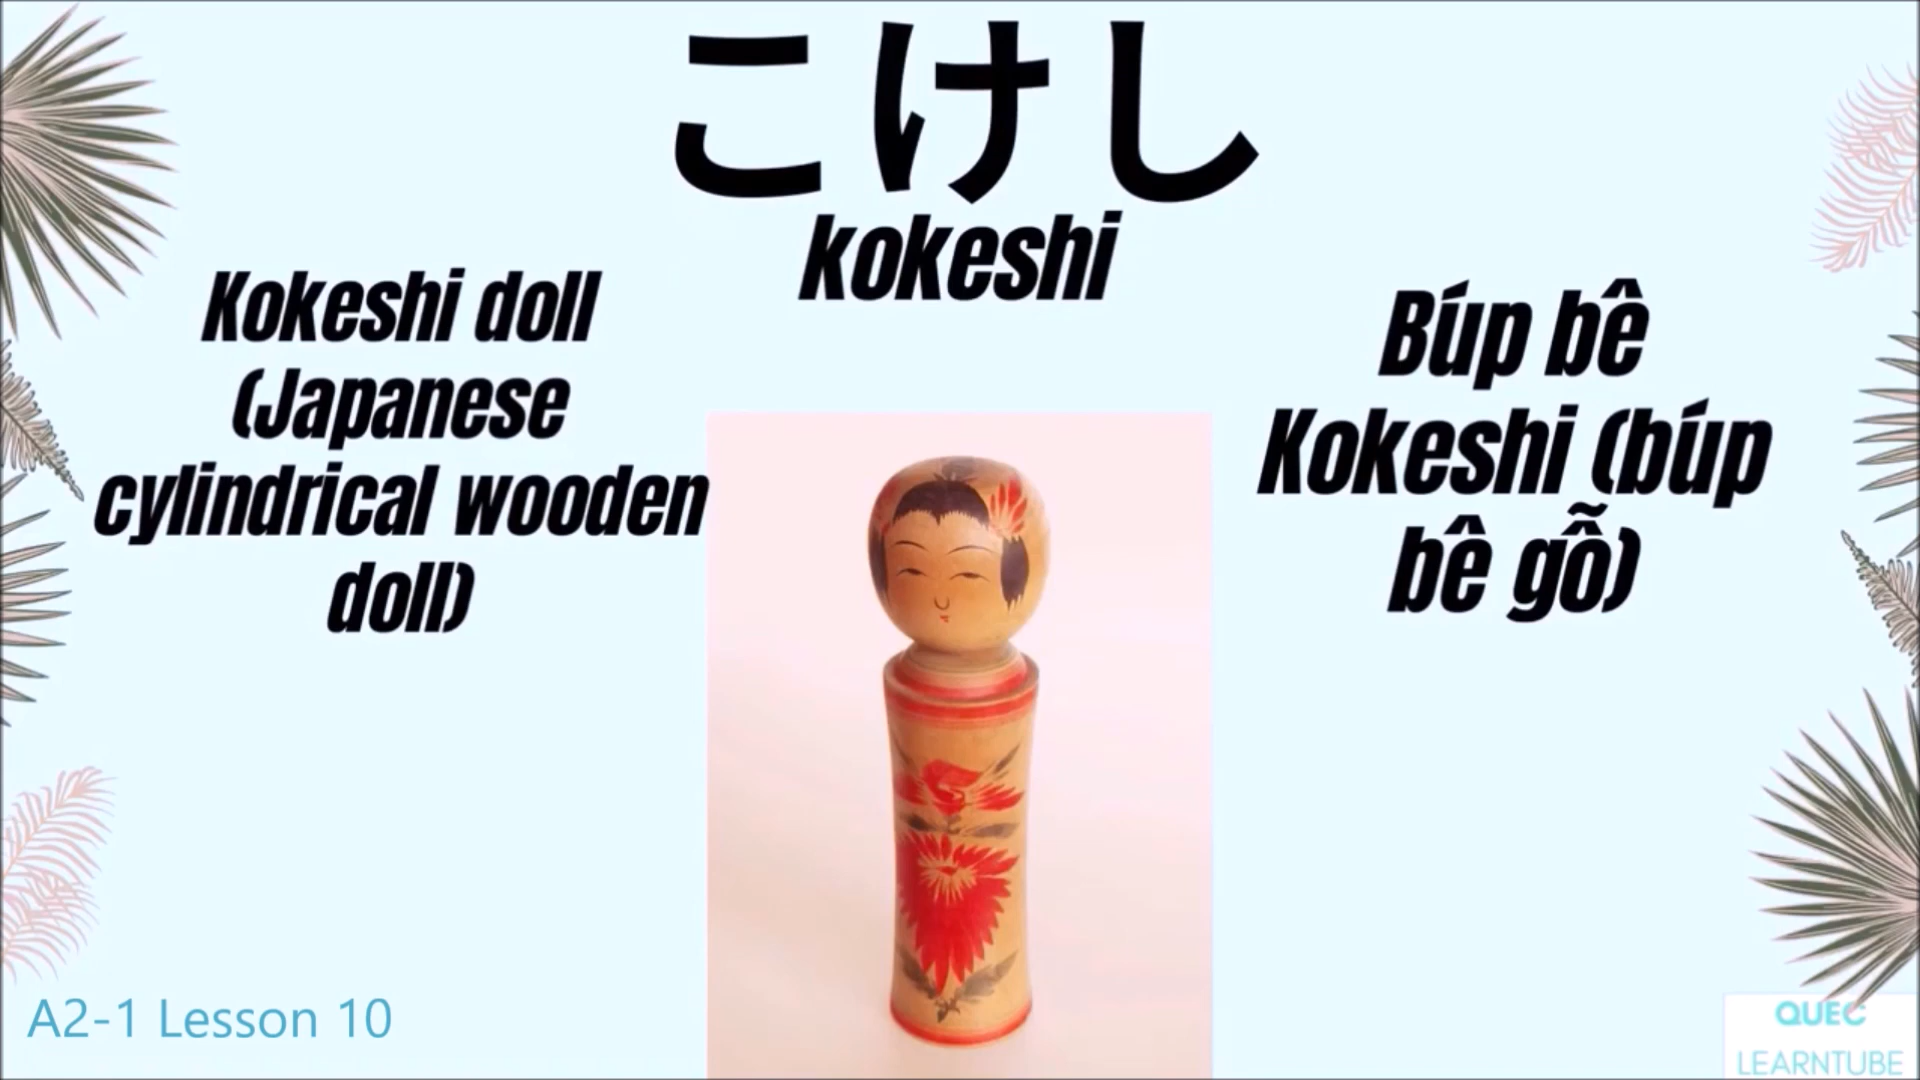 こけし
kokeshi
Kokeshi doll
(Japanese
cylindrical wooden
doll)
Búp bê
Kokeshi (búp
bê gỗ)
A2-1 Lesson 10
QUEC
LEARNTUBE